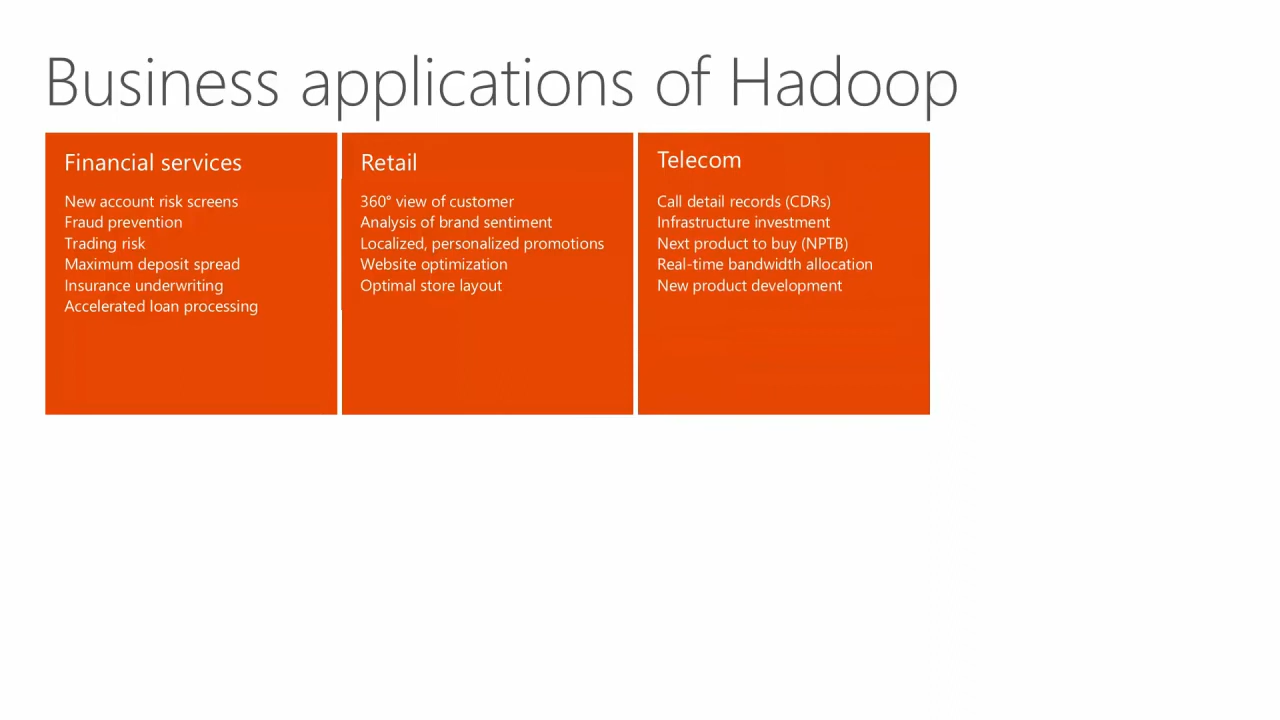 Business applications of Hadoop
Financial services
New account risk screens
Fraud prevention
Trading risk
Maximum deposit spread
Insurance underwriting
Accelerated loan processing
Retail
360° view of customer
Analysis of brand sentiment
Localized, personalized promotions
Website optimization
Optimal store layout
Telecom
Call detail records (CDRs)
Infrastructure investment
Next product to buy (NPTB)
Real-time bandwidth allocation
New product development